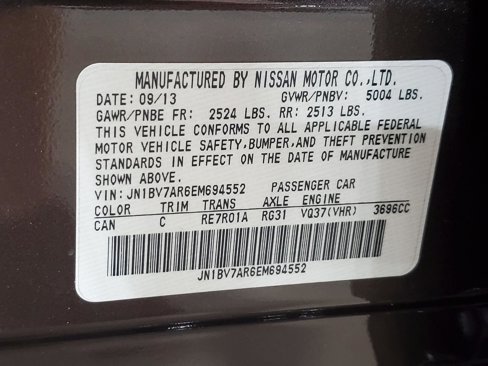 MANUFACTURED BY NISSAN MOTOR CO.,LTD.
DATE: 09/13 GVWR/PNBV: 5004 LBS.
GAWR/PNBE FR: 2524 LBS. RR: 2513 LBS.
THIS VEHICLE CONFORMS TO ALL APPLICABLE FEDERAL
MOTOR VEHICLE SAFETY,BUMPER,AND THEFT PREVENTION
STANDARDS IN EFFECT ON THE DATE OF MANUFACTURE
SHOWN ABOVE.
VIN: JN1BV7AR6EM694552 PASSENGER CAR
COLOR TRIM TRANS AXLE ENGINE
CAN C RE7R01A RG31 VQ37(VHR) 3696CC
JN1BV7AR6EM694552